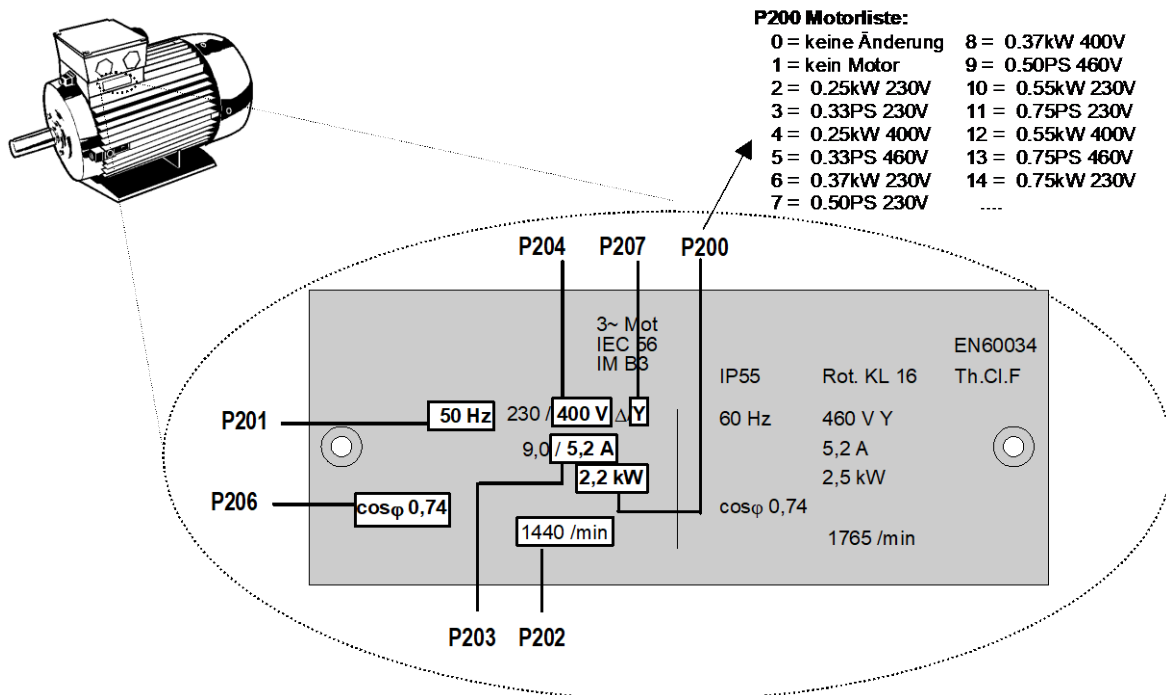 P200 Motorliste:
0 = keine Änderung 8 = 0.37kW 400V
1 = kein Motor 9 = 0.50PS 460V
2 = 0.25kW 230V 10 = 0.55kW 230V
3 = 0.33PS 230V 11 = 0.75PS 230V
4 = 0.25kW 400V 12 = 0.55kW 400V
5 = 0.33PS 460V 13 = 0.75PS 460V
6 = 0.37kW 230V 14 = 0.75kW 230V
7 = 0.50PS 230V ....
P204 P207 P200
3~ Mot
IEC 56
IM B3
EN60034
IP55 Rot. KL 16 Th.Cl.F
P201 50 Hz 230 / 400 V Δ/Y 60 Hz 460 V Y
9,0 / 5,2 A 5,2 A
2,2 kW 2,5 kW
P206 cosφ 0,74 cosφ 0,74
1440 /min 1765 /min
P203 P202